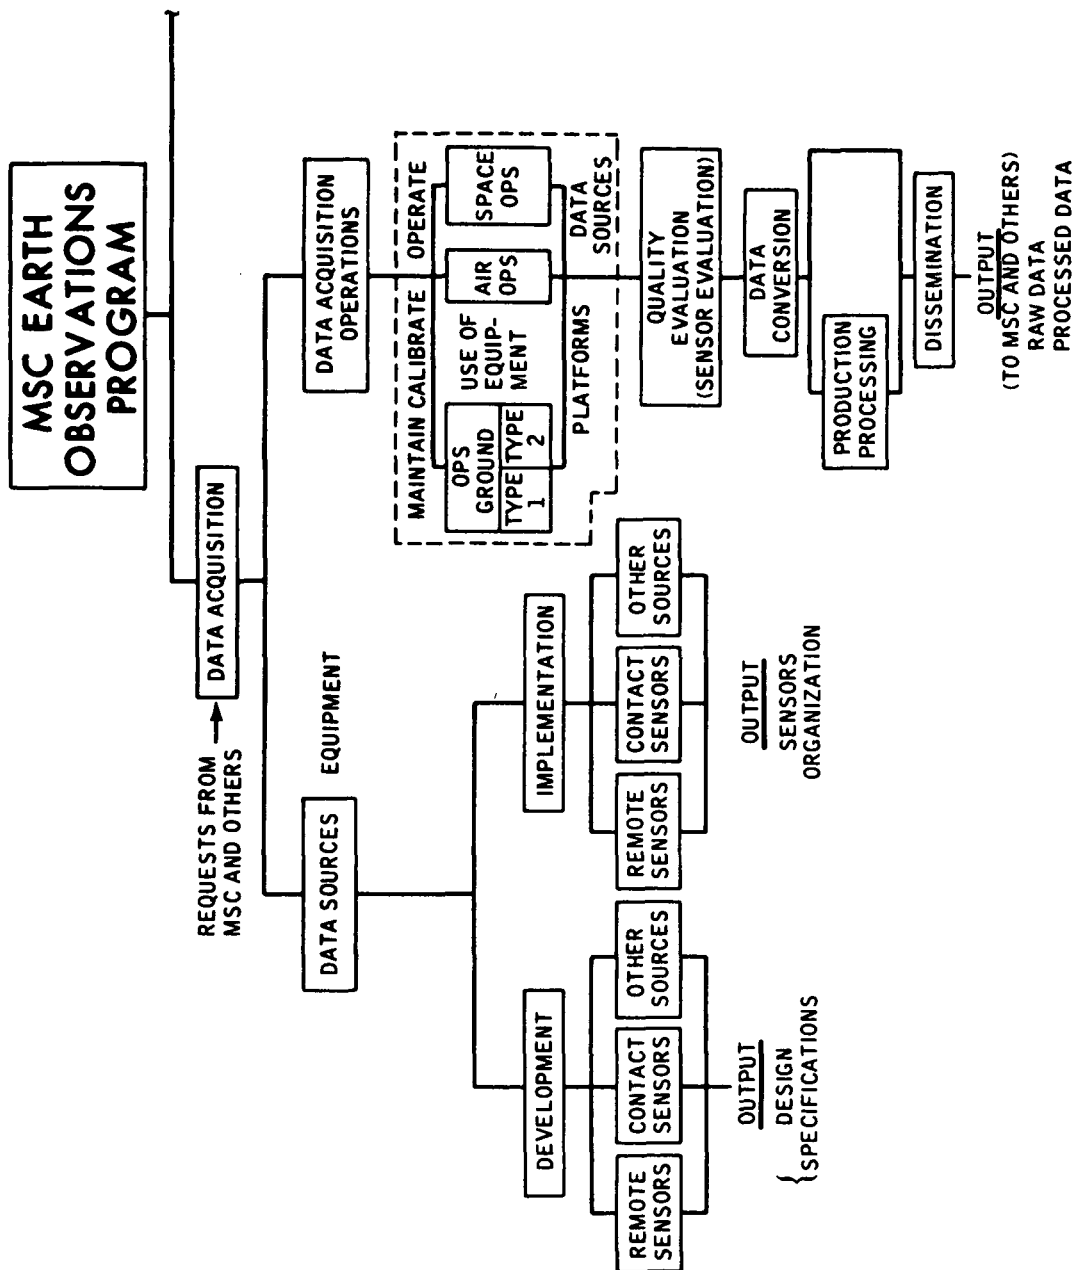 MSC EARTH
OBSERVATIONS
PROGRAM
REQUESTS FROM
MSC AND OTHERS
DATA ACQUISITION
DATA SOURCES
EQUIPMENT
DATA ACQUISITION
OPERATIONS
DEVELOPMENT
REMOTE
SENSORS
CONTACT
SENSORS
OTHER
SOURCES
OUTPUT
DESIGN
SPECIFICATIONS
IMPLEMENTATION
REMOTE
SENSORS
CONTACT
SENSORS
OTHER
SOURCES
OUTPUT
SENSORS
ORGANIZATION
MAINTAIN CALIBRATE OPERATE
OPS
GROUND
TYPE
1
TYPE
2
USE OF
EQUIP-
MENT
AIR
OPS
SPACE
OPS
PLATFORMS
DATA
SOURCES
QUALITY
EVALUATION
(SENSOR EVALUATION)
DATA
CONVERSION
PRODUCTION
PROCESSING
DISSEMINATION
OUTPUT
(TO MSC AND OTHERS)
RAW DATA
PROCESSED DATA